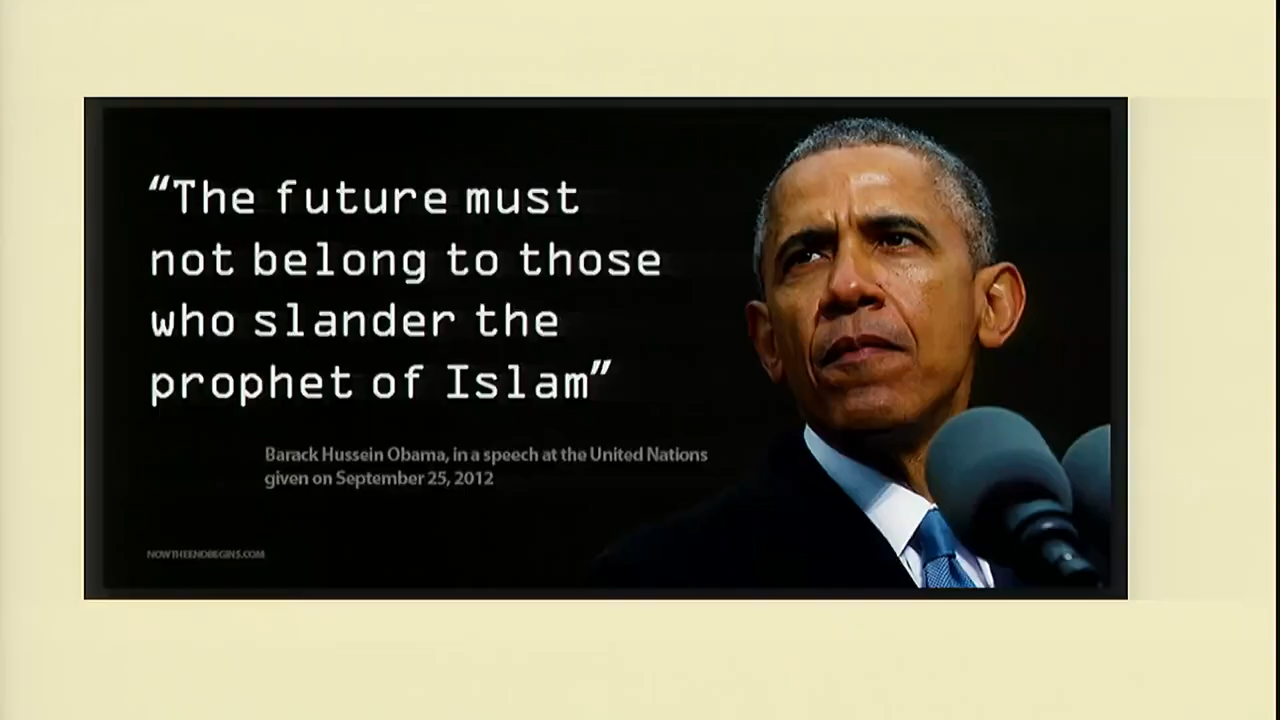 “The future must
not belong to those
who slander the
prophet of Islam”
Barack Hussein Obama, in a speech at the United Nations
given on September 25, 2012
NOWTHEENDBEGINS.COM